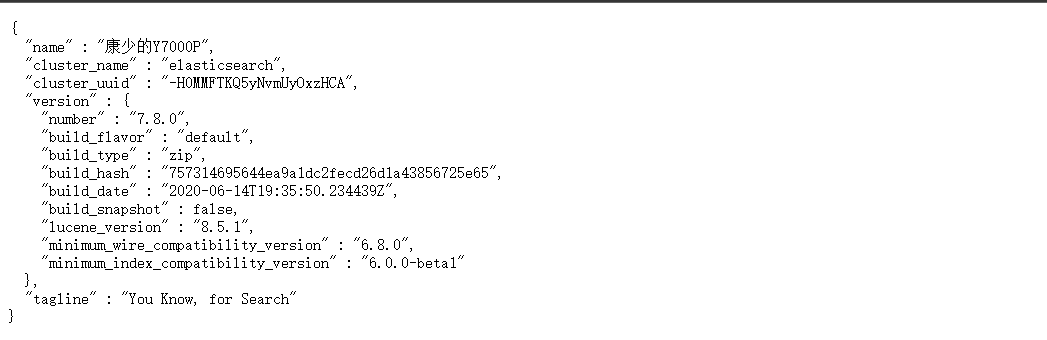 {
"name" : "康少的Y7000P",
"cluster_name" : "elasticsearch",
"cluster_uuid" : "-HOMMFTKQ5yNvmUyOxzHCA",
"version" : {
"number" : "7.8.0",
"build_flavor" : "default",
"build_type" : "zip",
"build_hash" : "757314695644ea9a1dc2fecd26d1a43856725e65",
"build_date" : "2020-06-14T19:35:50.234439Z",
"build_snapshot" : false,
"lucene_version" : "8.5.1",
"minimum_wire_compatibility_version" : "6.8.0",
"minimum_index_compatibility_version" : "6.0.0-beta1"
},
"tagline" : "You Know, for Search"
}